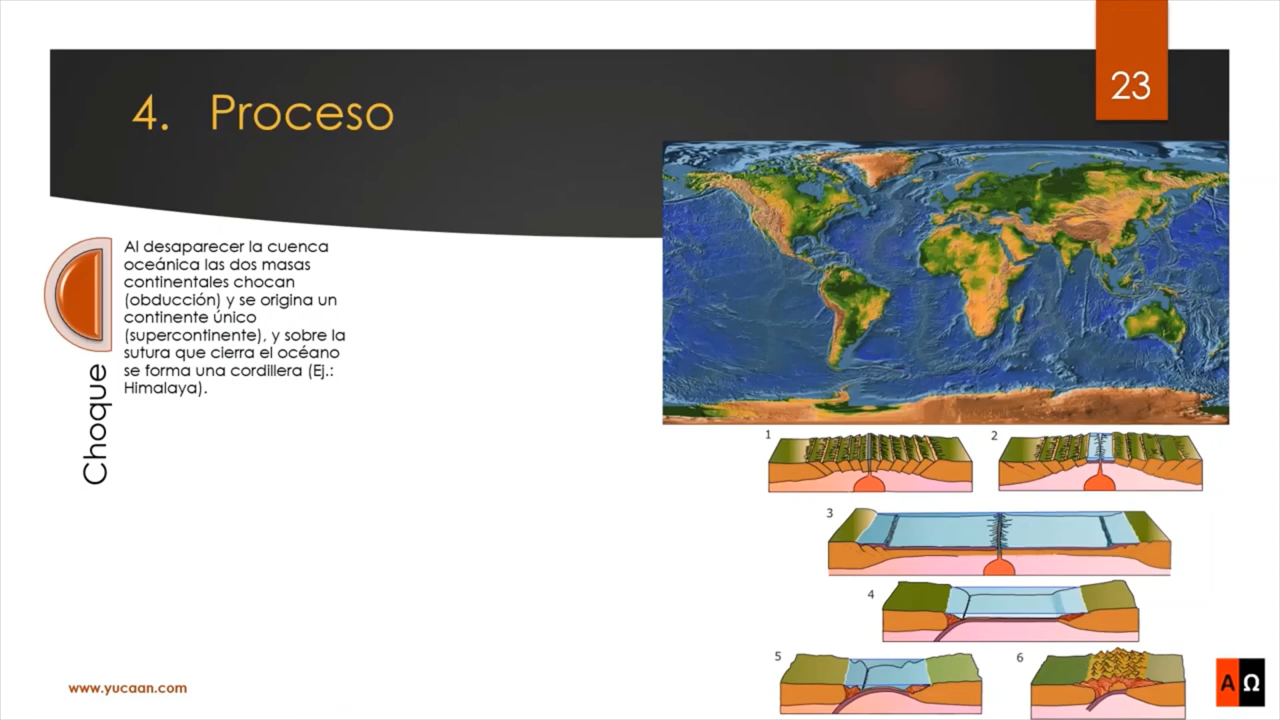 23
4. Proceso
Al desaparecer la cuenca
oceánica las dos masas
continentales chocan
(obducción) y se origina un
continente único
(supercontinente), y sobre la
sutura que cierra el océano
se forma una cordillera (Ej.:
Himalaya).
Choque
1
2
3
4
5
6
www.yucaan.com
A Ω